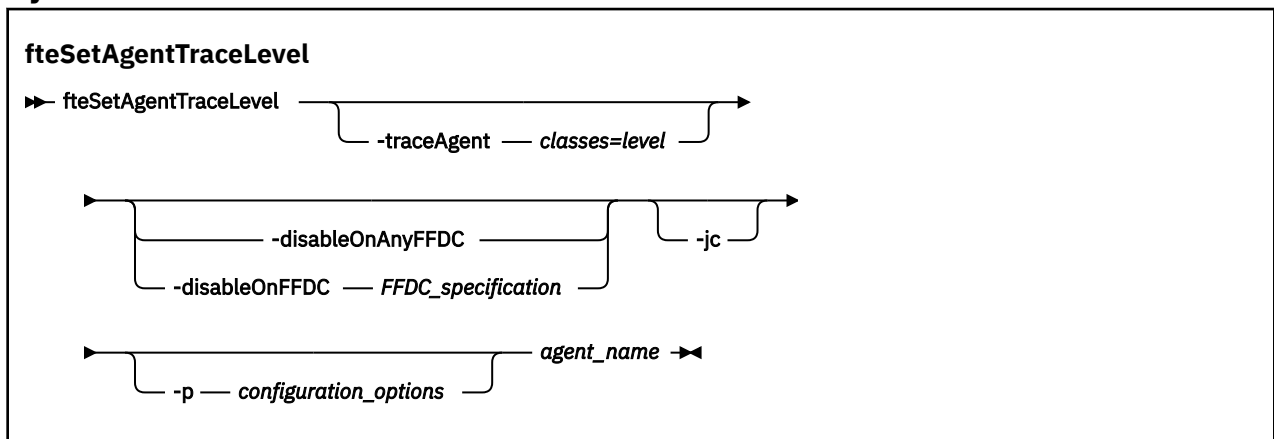 fteSetAgentTraceLevel
fteSetAgentTraceLevel
-traceAgent classes=level
-disableOnAnyFFDC
-jc
-disableOnFFDC FFDC_specification
agent_name
-p configuration_options